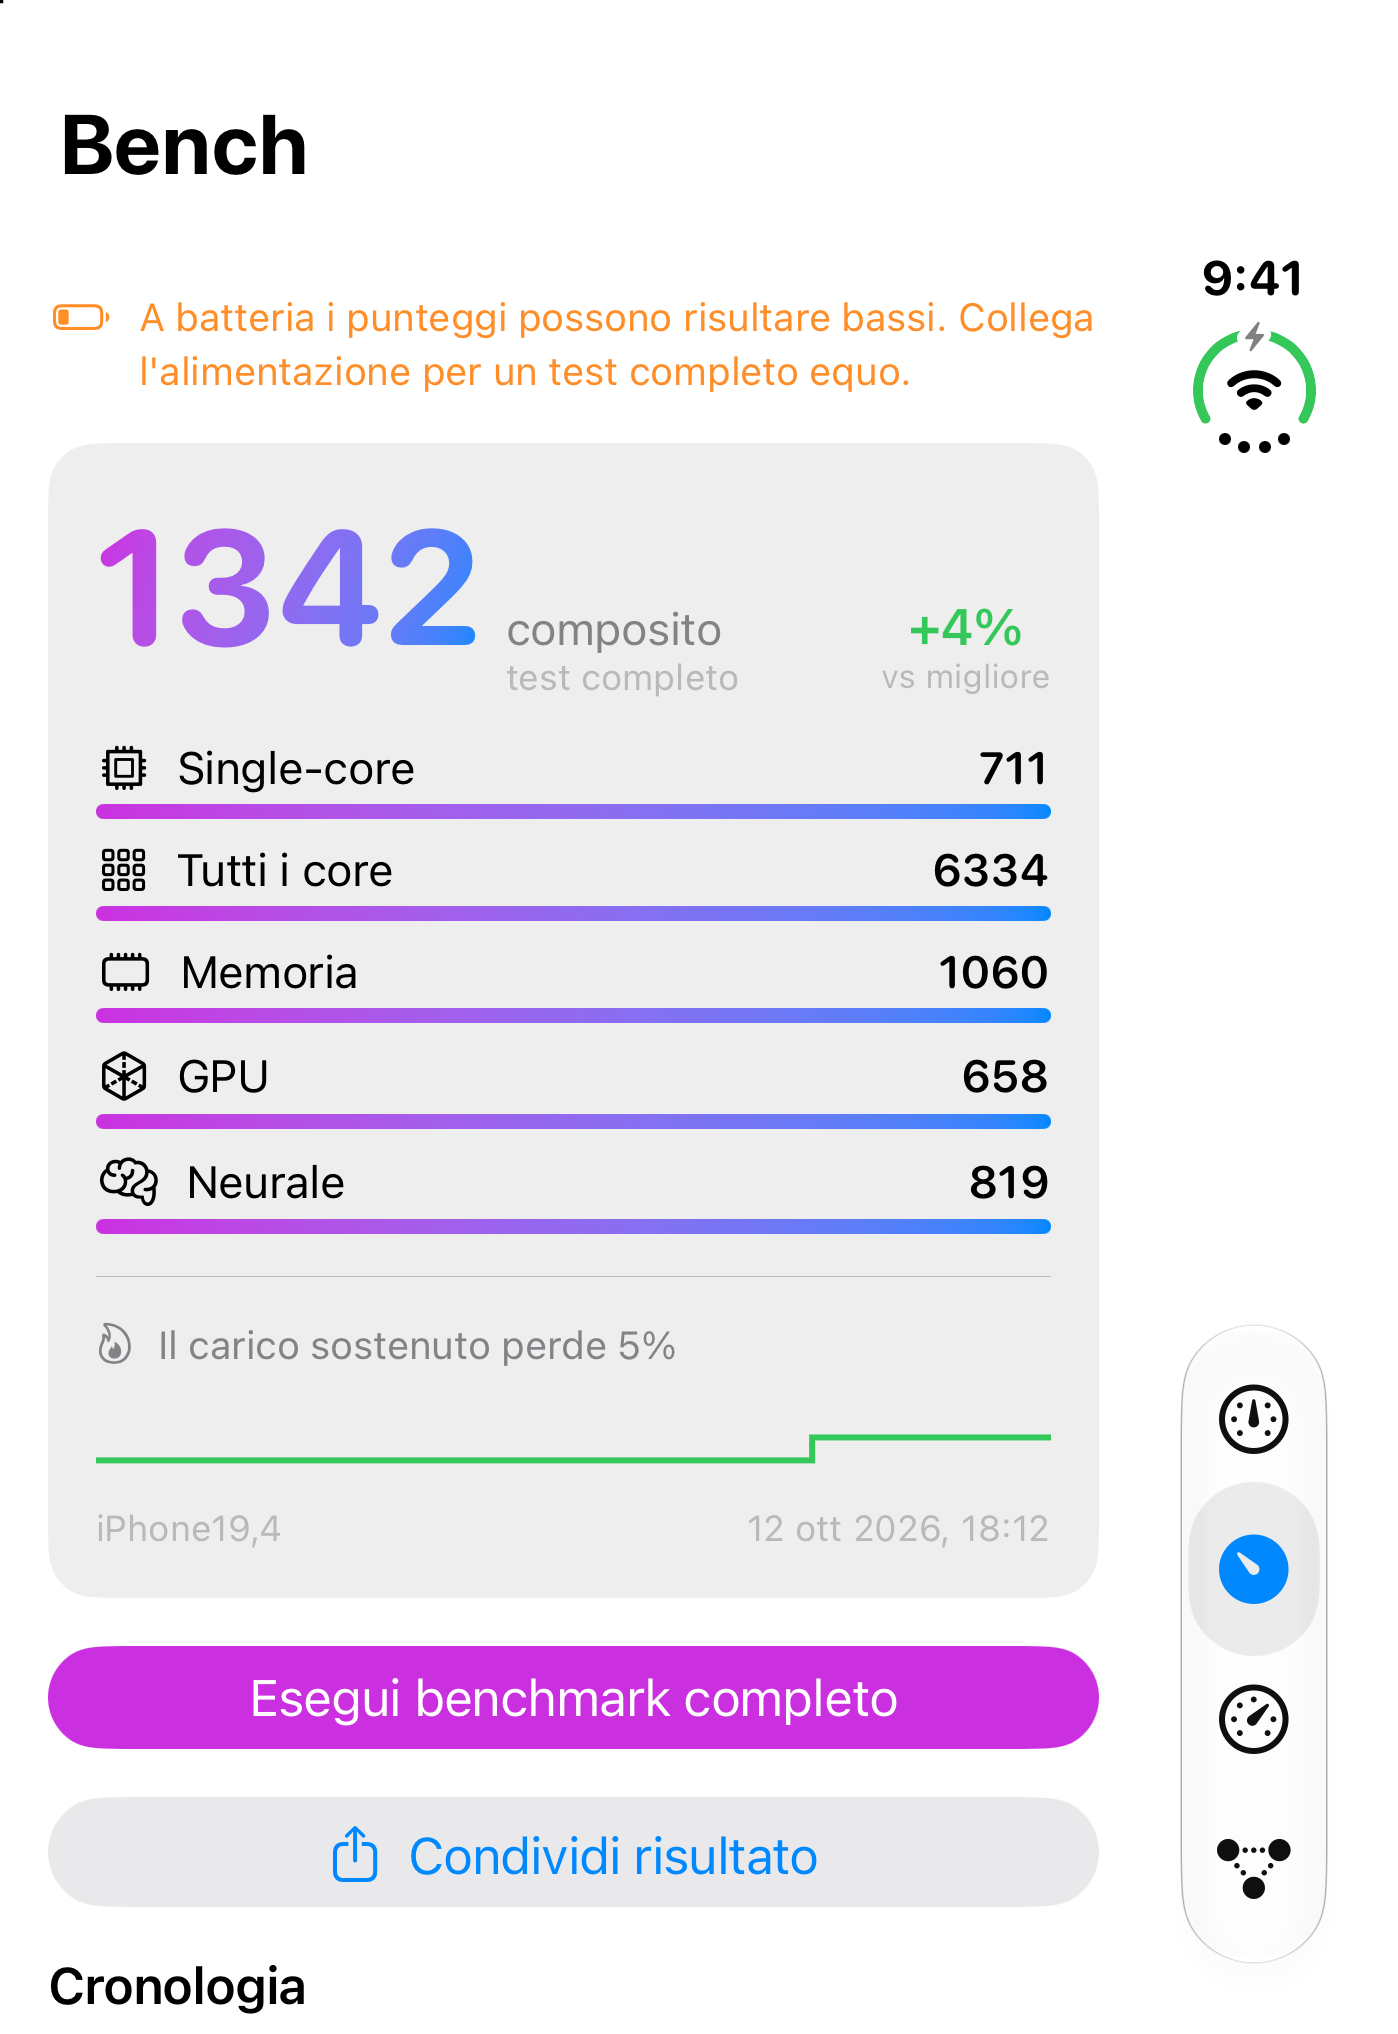 Bench
9:41
A batteria i punteggi possono risultare bassi. Collega
l'alimentazione per un test completo equo.
1342 composito +4%
test completo vs migliore
Single-core 711
Tutti i core 6334
Memoria 1060
GPU 658
Neurale 819
Il carico sostenuto perde 5%
iPhone19,4 12 ott 2026, 18:12
Esegui benchmark completo
Condividi risultato
Cronologia